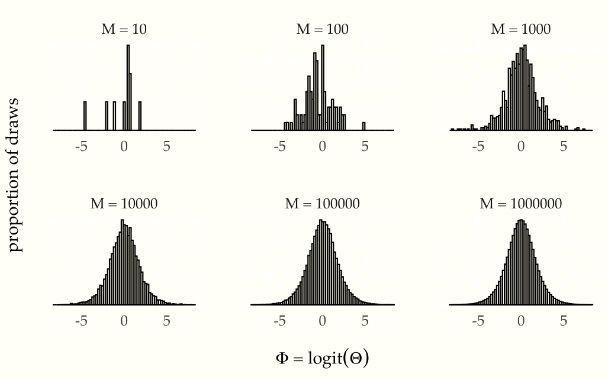 M = 10
M = 100
M = 1000
-5 0 5
-5 0 5
-5 0 5
proportion of draws
M = 10000
M = 100000
M = 1000000
-5 0 5
-5 0 5
-5 0 5
Φ = logit(Θ)